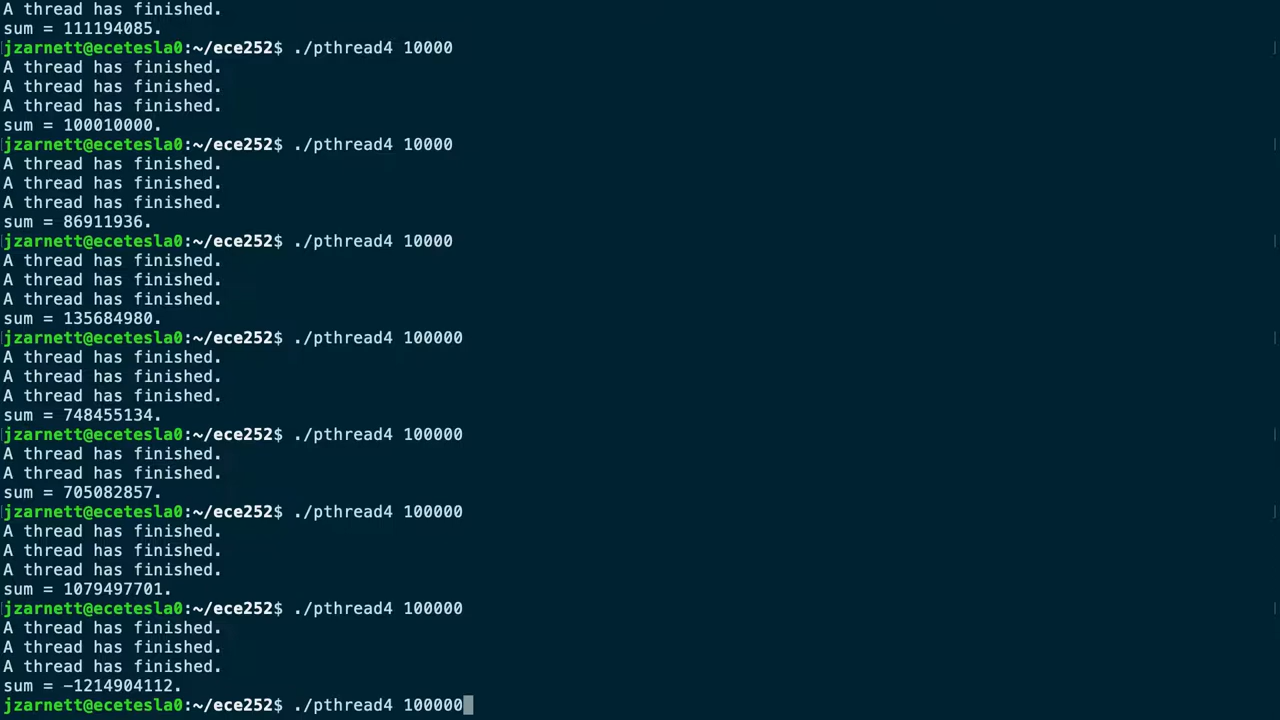 A thread has finished.
sum = 111194085.
jzarnett@ecetesla0:~/ece252$ ./pthread4 10000
A thread has finished.
A thread has finished.
A thread has finished.
sum = 100010000.
jzarnett@ecetesla0:~/ece252$ ./pthread4 10000
A thread has finished.
A thread has finished.
A thread has finished.
sum = 86911936.
jzarnett@ecetesla0:~/ece252$ ./pthread4 10000
A thread has finished.
A thread has finished.
A thread has finished.
sum = 135684980.
jzarnett@ecetesla0:~/ece252$ ./pthread4 100000
A thread has finished.
A thread has finished.
A thread has finished.
sum = 748455134.
jzarnett@ecetesla0:~/ece252$ ./pthread4 100000
A thread has finished.
A thread has finished.
sum = 705082857.
jzarnett@ecetesla0:~/ece252$ ./pthread4 100000
A thread has finished.
A thread has finished.
A thread has finished.
sum = 1079497701.
jzarnett@ecetesla0:~/ece252$ ./pthread4 100000
A thread has finished.
A thread has finished.
A thread has finished.
sum = -1214904112.
jzarnett@ecetesla0:~/ece252$ ./pthread4 100000